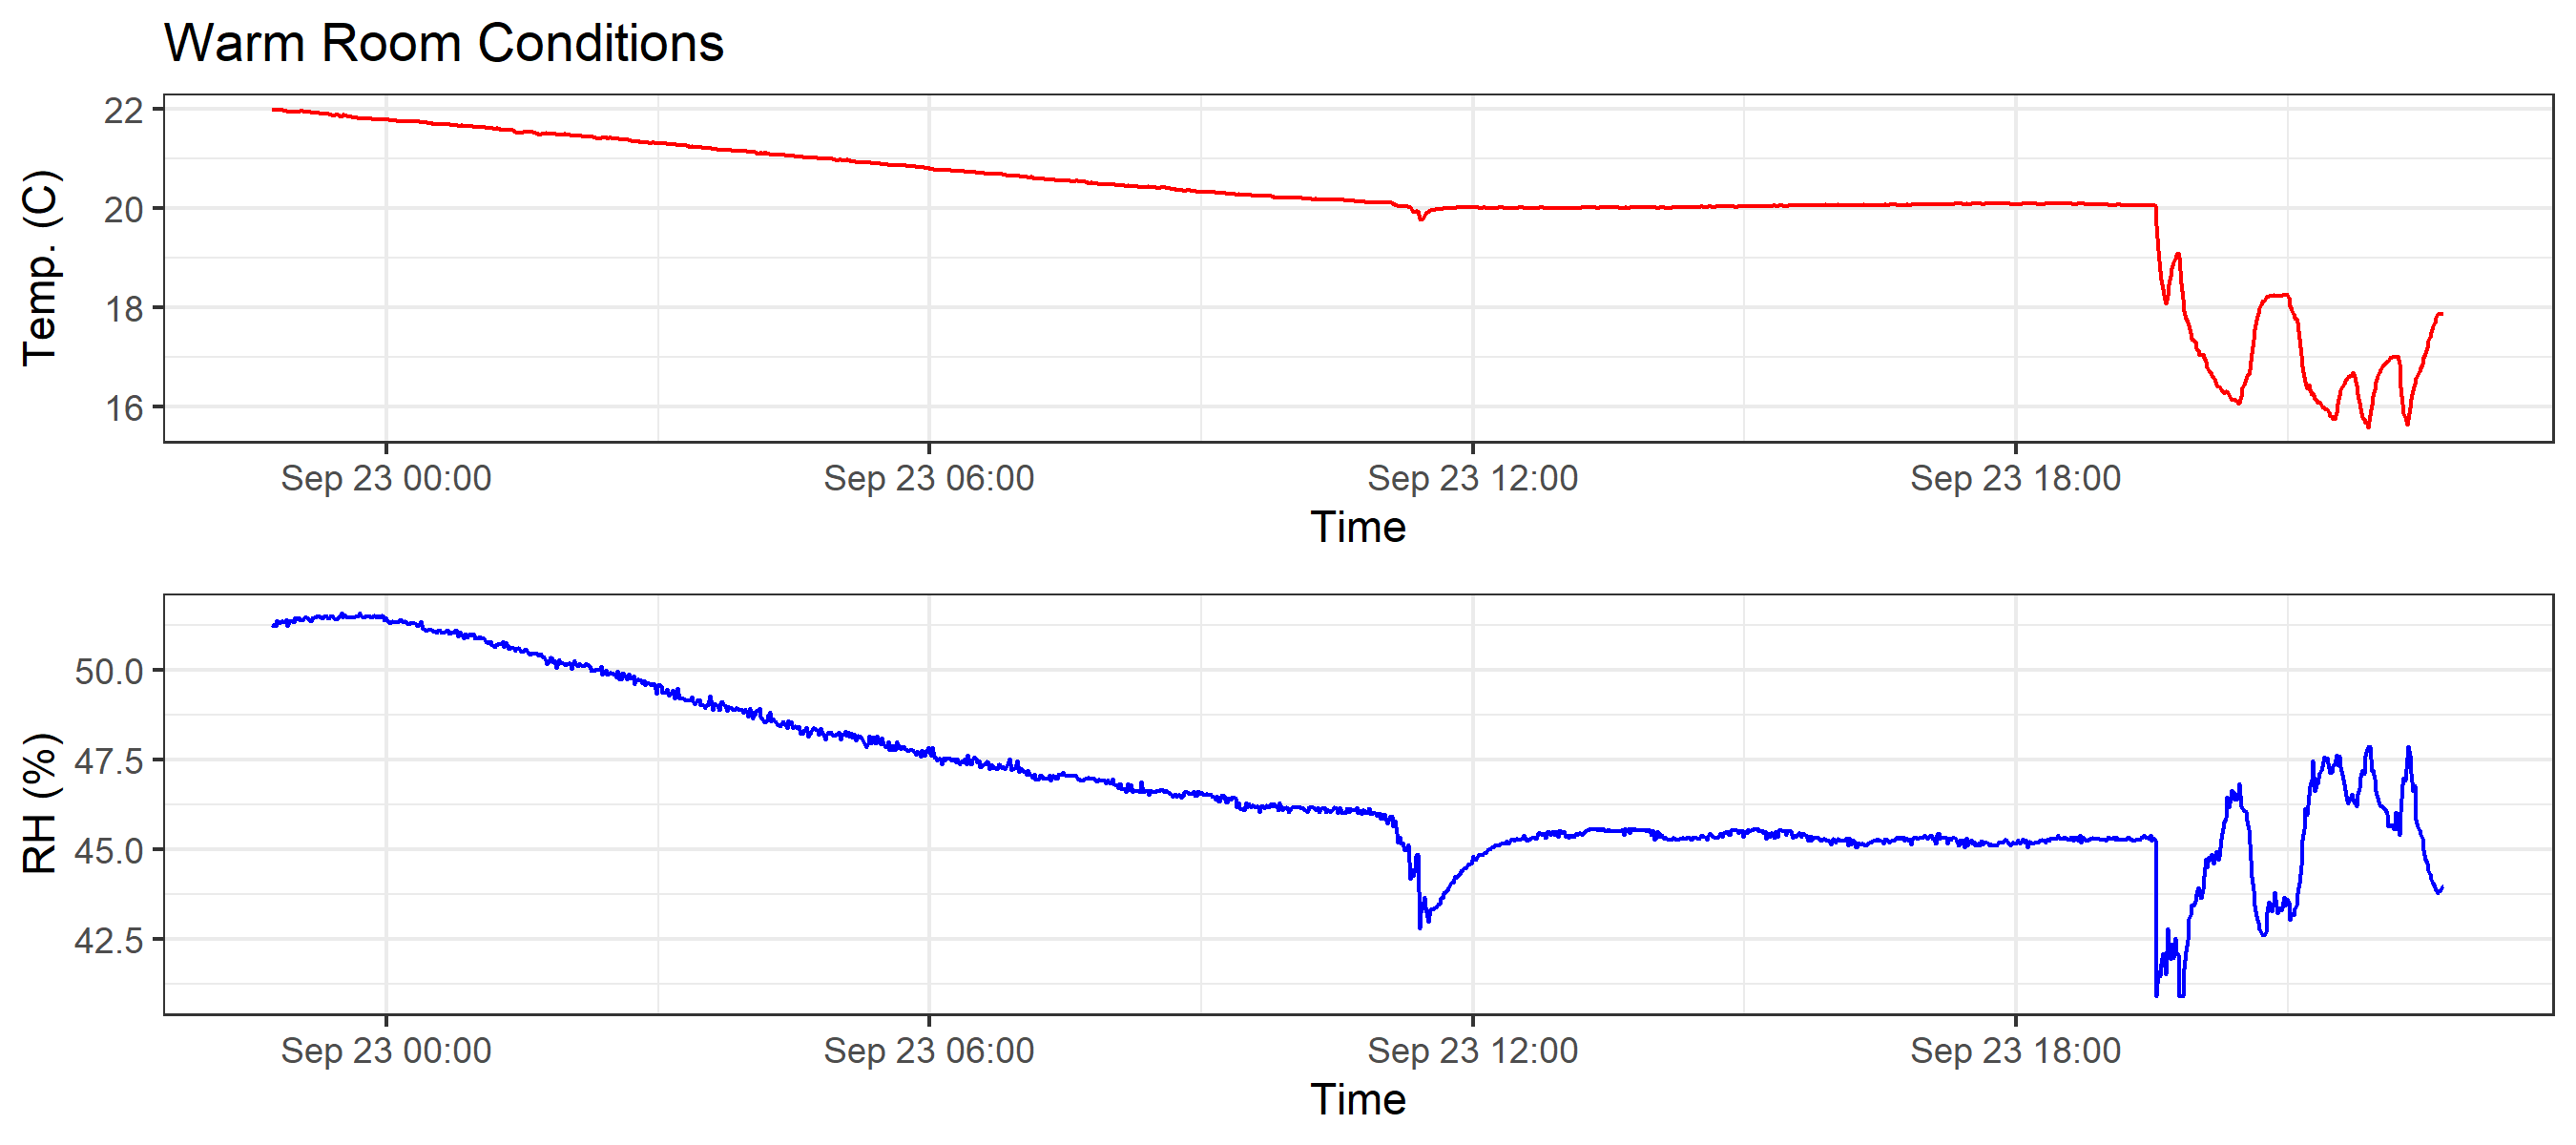 Warm Room Conditions
22
20
18
16
Temp. (C)
Sep 23 00:00 Sep 23 06:00 Sep 23 12:00 Sep 23 18:00
Time
50.0
47.5
45.0
42.5
RH (%)
Sep 23 00:00 Sep 23 06:00 Sep 23 12:00 Sep 23 18:00
Time